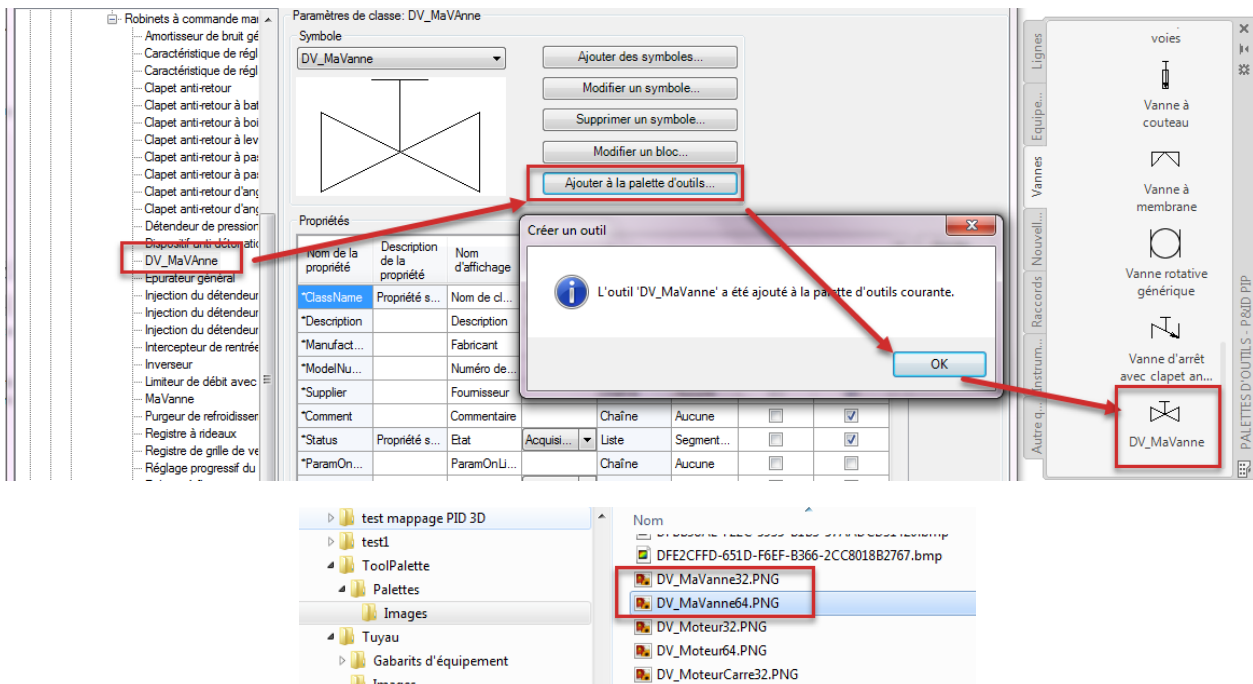 Robinets à commande mar
Amortisseur de bruit gé
Caractéristique de régl
Caractéristique de régl
Clapet anti-retour
Clapet anti-retour à bat
Clapet anti-retour à boi
Clapet anti-retour à lev
Clapet anti-retour à pa
Clapet anti-retour à pa
Clapet anti-retour d'ang
Clapet anti-retour d'ang
Détendeur de pression
Dispositif anti-détonatio
DV_MaVAnne
Epurateur général
Injection du détendeur
Injection du détendeur
Injection du détendeur
Intercepteur de rentrée
Inverseur
Limiteur de débit avec
MaVanne
Purgeur de refroidisser
Registre à rideaux
Registre de grille de ve
Réglage progressif du
Paramètres de classe: DV_MaVAnne
Symbole
DV_MaVanne
Ajouter des symboles...
Modifier un symbole...
Supprimer un symbole...
Modifier un bloc...
Ajouter à la palette d'outils...
Propriétés
Nom de la propriété Description de la propriété Nom d'affichage
*ClassName Propriété s... Nom de cl...
*Description Description
*Manufact... Fabricant
*ModelNu... Numéro de...
*Supplier Fournisseur
*Comment Commentaire Chaîne Aucune
*Status Propriété s... Etat Acquisi... Liste Segment...
*ParamOn... ParamOnLi... Chaîne Aucune
Créer un outil
L'outil 'DV_MaVanne' a été ajouté à la palette d'outils courante.
OK
Lignes
Equipe...
Vannes
Nouvell...
Raccords
instrum...
Autre q...
voies
Vanne à
couteau
Vanne à
membrane
Vanne rotative
générique
Vanne d'arrêt
avec clapet an...
DV_MaVanne
PALETTES D'OUTILS - P&ID PIP
test mappage PID 3D
test1
ToolPalette
Palettes
Images
Tuyau
Gabarits d'équipement
Images
Nom
DFE2CFFD-651D-F6EF-B366-2CC8018B2767.bmp
DV_MaVanne32.PNG
DV_MaVanne64.PNG
DV_Moteur32.PNG
DV_Moteur64.PNG
DV_MoteurCarre32.PNG